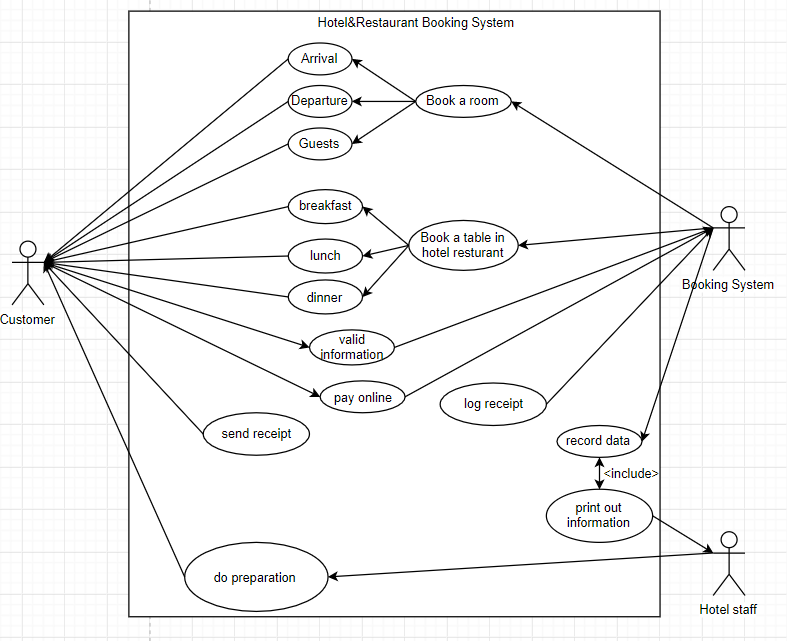 Hotel&Restaurant Booking System
Arrival
Departure
Book a room
Guests
breakfast
Book a table in
hotel resturant
lunch
dinner
Customer
Booking System
valid
information
pay online
log receipt
send receipt
record data
<include>
print out
information
do preparation
Hotel staff